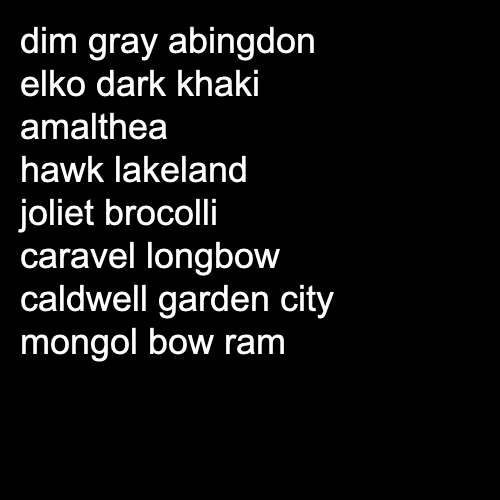 dim gray abingdon
elko dark khaki
amalthea
hawk lakeland
joliet brocolli
caravel longbow
caldwell garden city
mongol bow ram